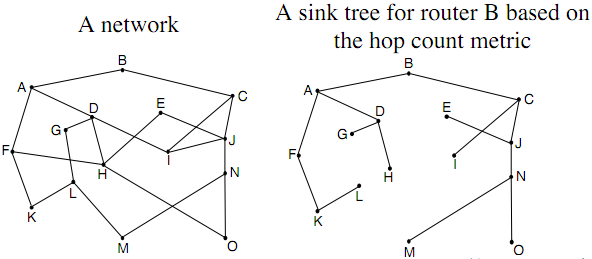 A network
A sink tree for router B based on
the hop count metric
B
A
C
D
E
G
J
F
H
I
N
L
K
M
O
B
A
C
D
E
G
J
F
H
I
N
L
K
M
O